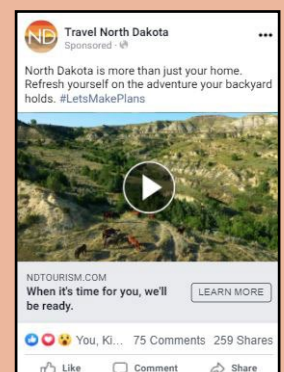 ND
Travel North Dakota
Sponsored ·
North Dakota is more than just your home.
Refresh yourself on the adventure your backyard
holds. #LetsMakePlans
NDTOURISM.COM
When it's time for you, we'll
be ready.
LEARN MORE
You, Ki... 75 Comments 259 Shares
Like Comment Share